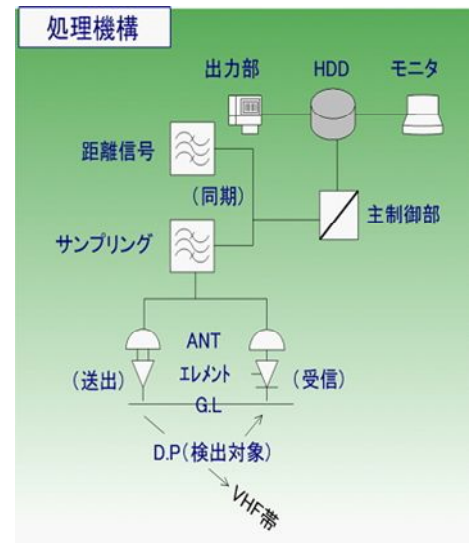 処理機構
出力部
HDD
モニタ
距離信号
(同期)
主制御部
サンプリング
ANT
エレメント
(送出)
(受信)
G.L
D.P(検出対象)
VHF帯